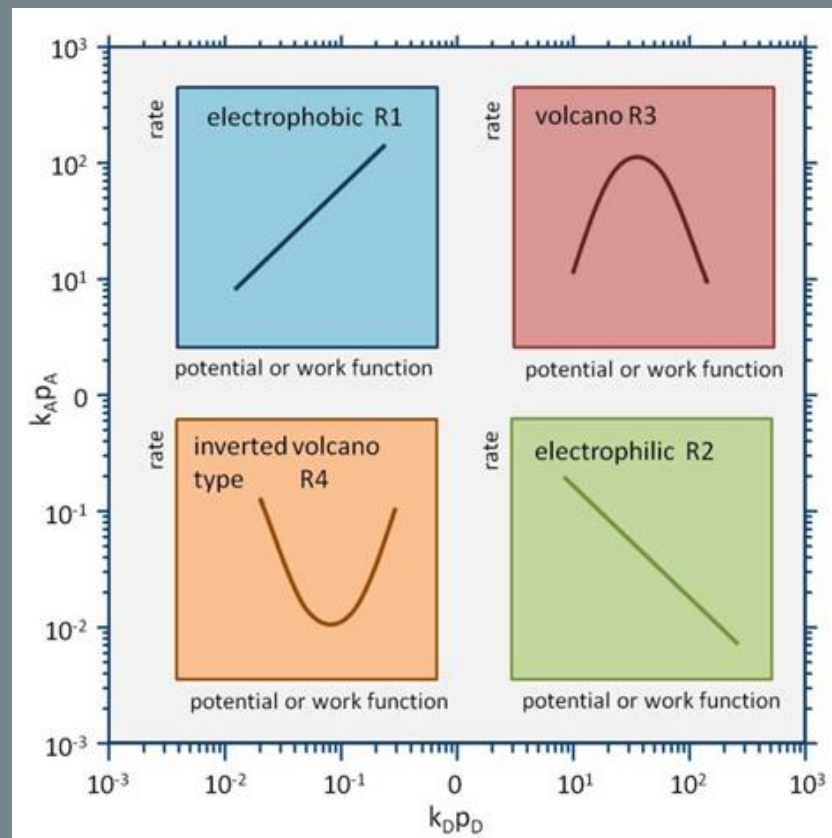 10³
10²
10¹
0
10⁻¹
10⁻²
10⁻³
kₐpₐ
rate
electrophobic R1
potential or work function
rate
volcano R3
potential or work function
rate
inverted volcano
type R4
potential or work function
rate
electrophilic R2
potential or work function
10⁻³ 10⁻² 10⁻¹ 0 10¹ 10² 10³
k_Dp_D